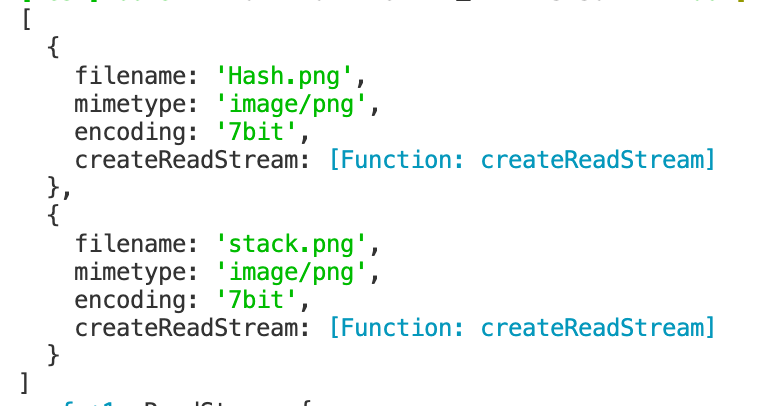 [
{
filename: 'Hash.png',
mimetype: 'image/png',
encoding: '7bit',
createReadStream: [Function: createReadStream]
},
{
filename: 'stack.png',
mimetype: 'image/png',
encoding: '7bit',
createReadStream: [Function: createReadStream]
}
]
ReadStream {